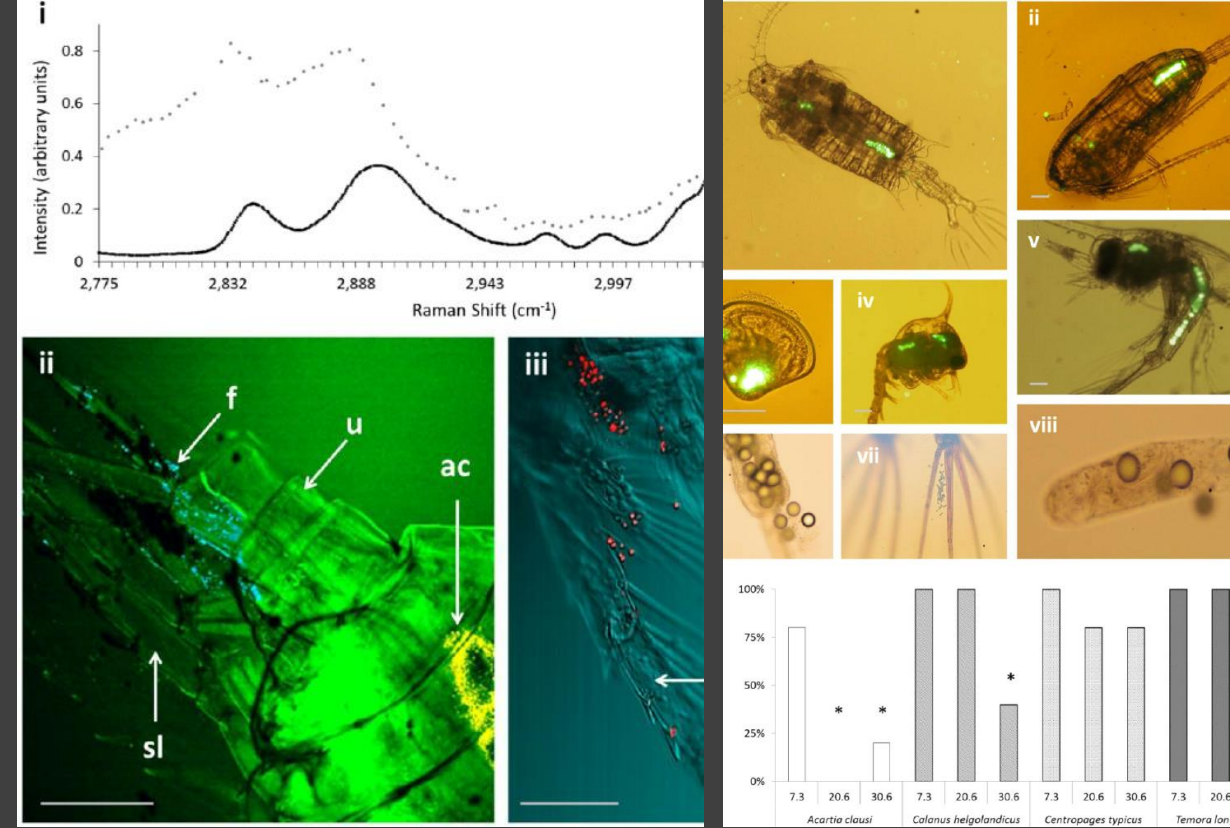 i
0.8
0.6
0.4
0.2
0
Intensity (arbitrary units)
2,775 2,832 2,888 2,943 2,997
Raman Shift (cm-1)
ii
f
u
ac
sl
iii
ii
iv
v
vii
viii
100%
75%
50%
25%
0%
* * *
7.3 20.6 30.6 7.3 20.6 30.6 7.3 20.6 30.6 7.3 20.6
Acartia clausi Calanus helgolandicus Centropages typicus Temora lon